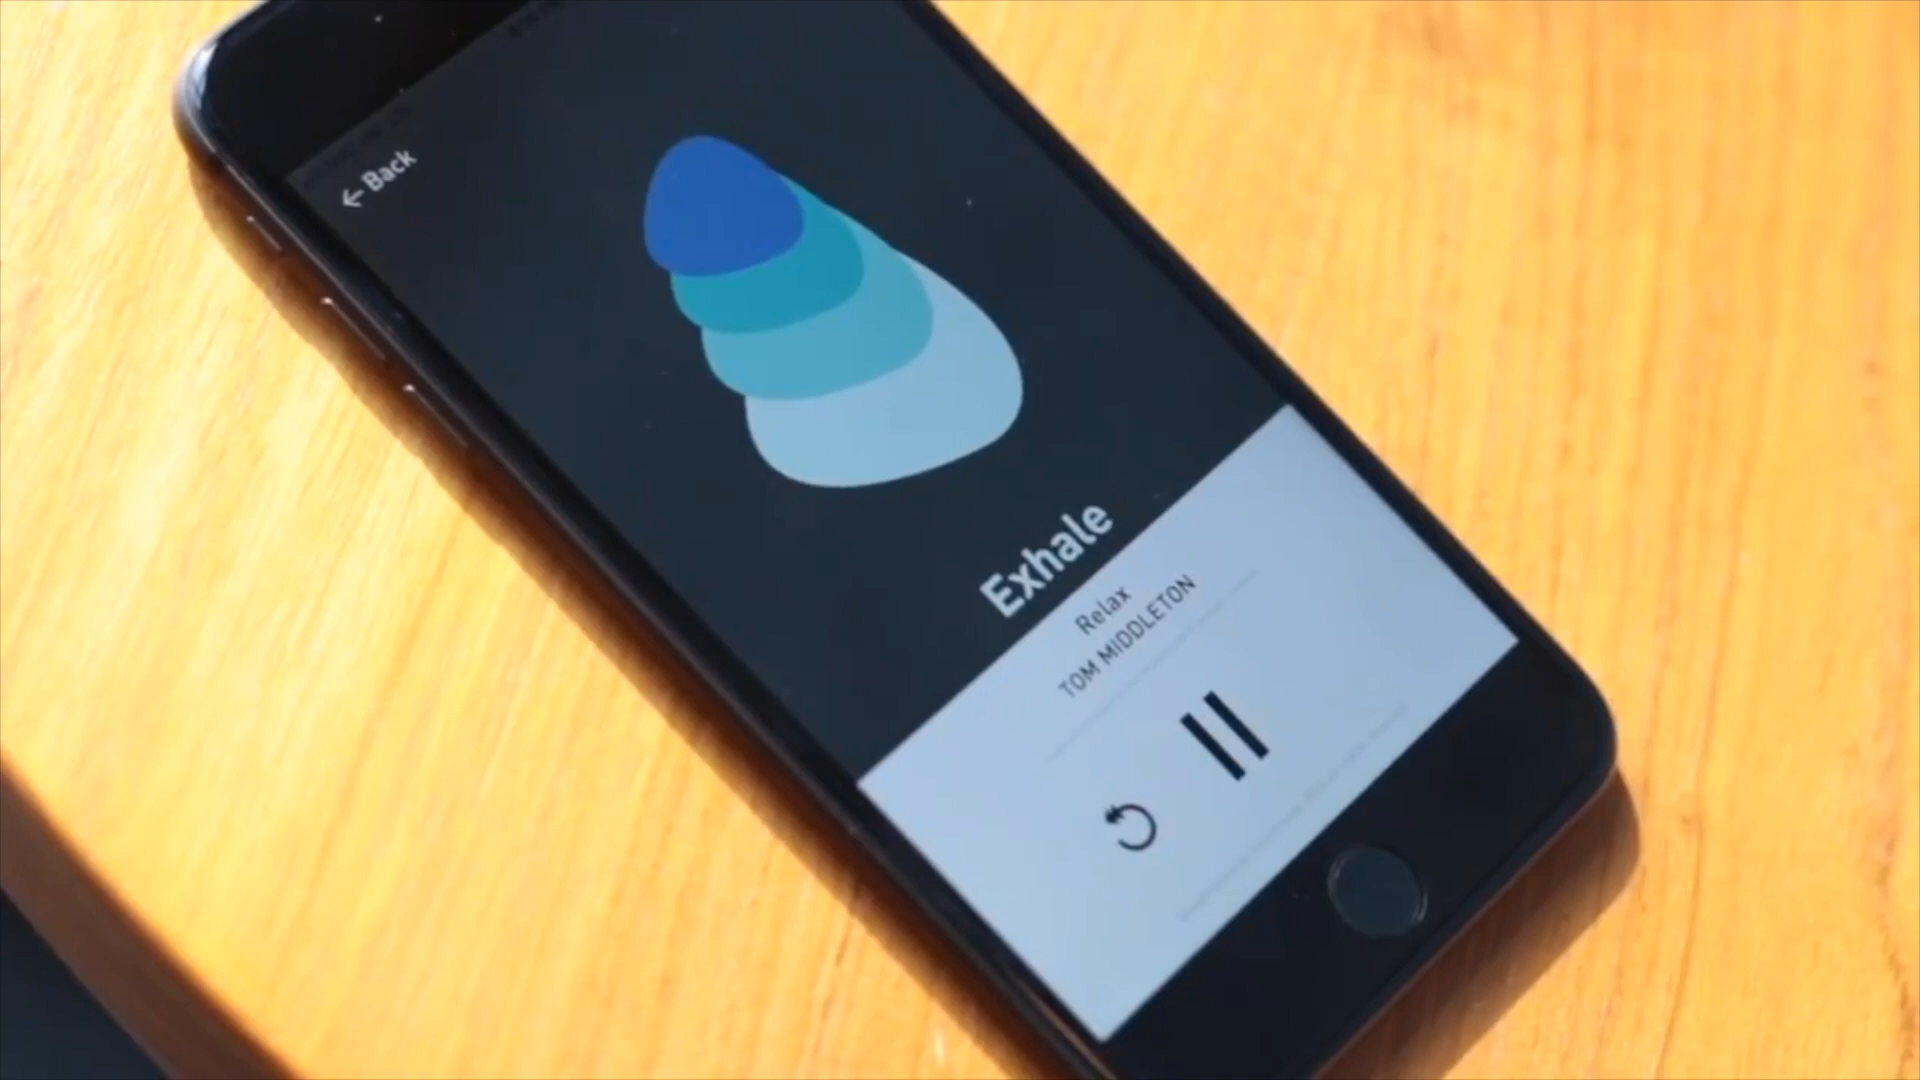 ← Back
Exhale
Relax
TOM MIDDLETON